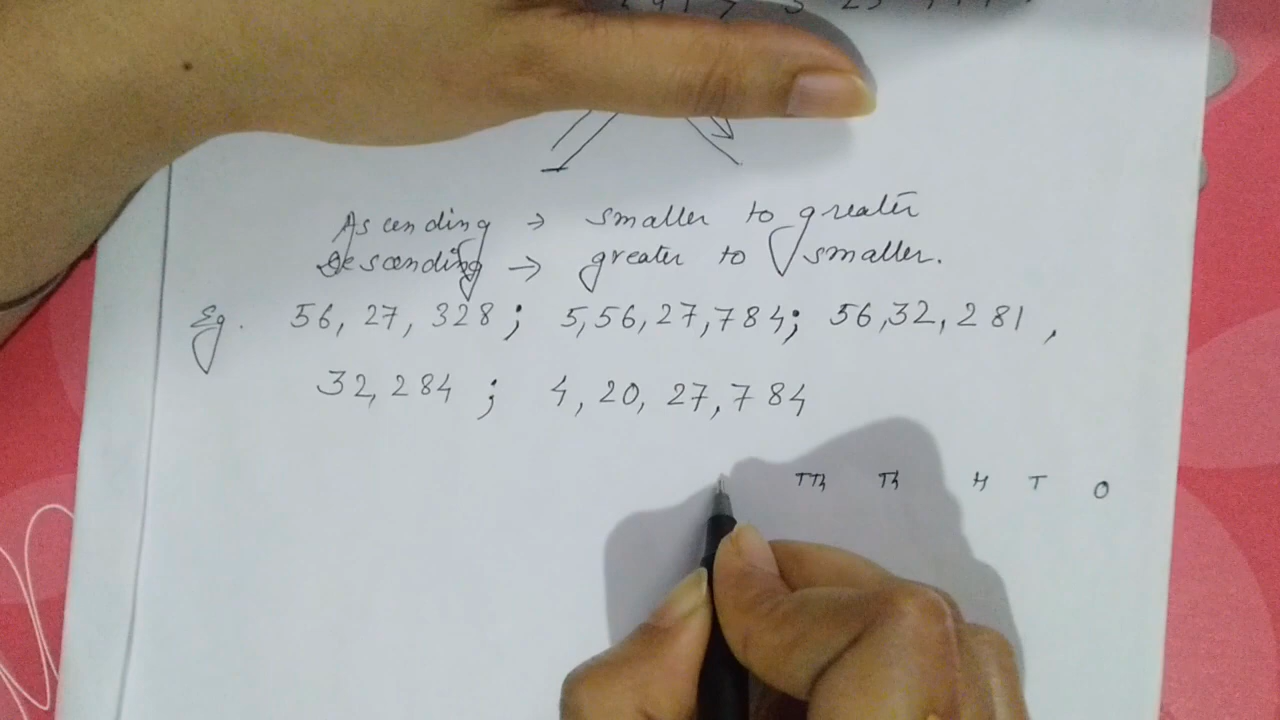 Ascending → smaller to greater
Descending → greater to smaller.
Eg. 56, 27, 328 ; 5,56,27,784; 56,32,281,
32,284 ; 4, 20, 27,784
TTh Th H T O